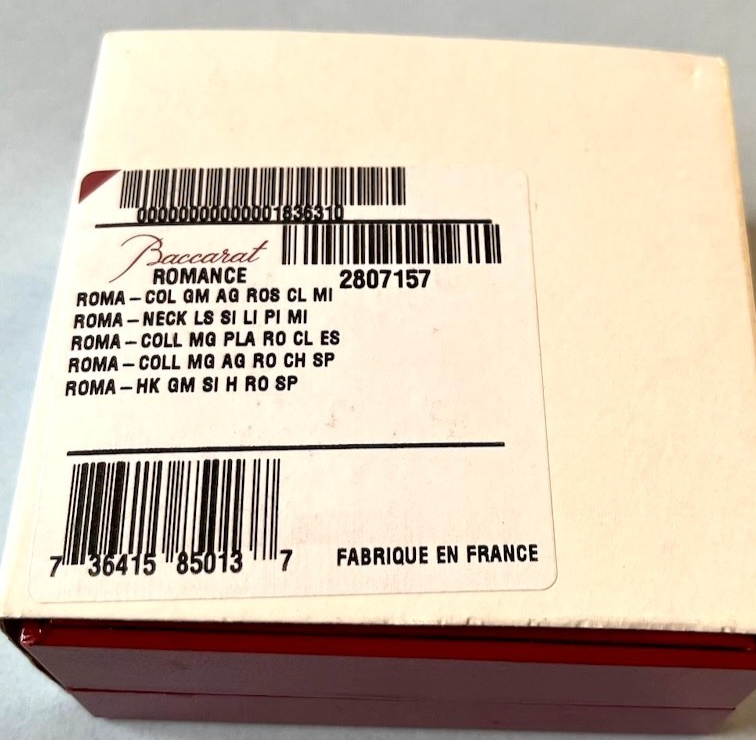 00000000000001836310
Baccarat
ROMANCE 2807157
ROMA-COL GM AG ROS CL MI
ROMA-NECK LS SI LI PI MI
ROMA-COLL MG PLA RO CL ES
ROMA-COLL MG AG RO CH SP
ROMA-HK GM SI H RO SP
7 36415 85013 7 FABRIQUE EN FRANCE